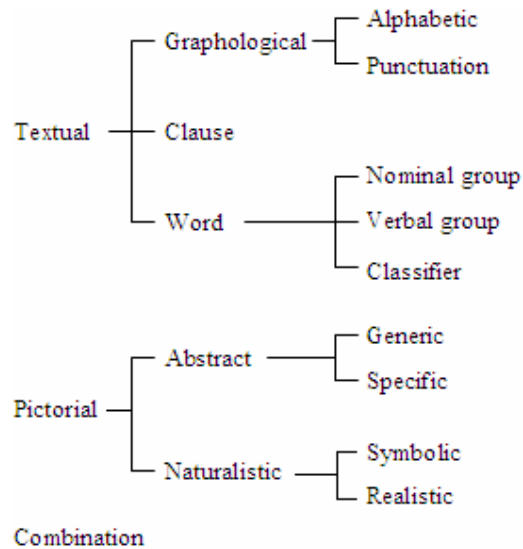 Alphabetic
Graphological
Punctuation
Textual
Clause
Nominal group
Word
Verbal group
Classifier
Generic
Abstract
Specific
Pictorial
Symbolic
Naturalistic
Realistic
Combination